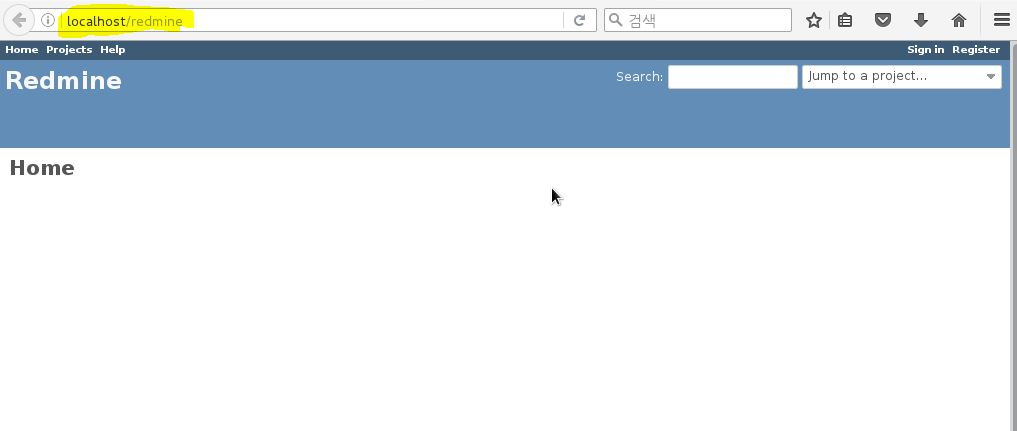 localhost/redmine 검색
Home Projects Help Sign in Register
Redmine Search: Jump to a project...
Home